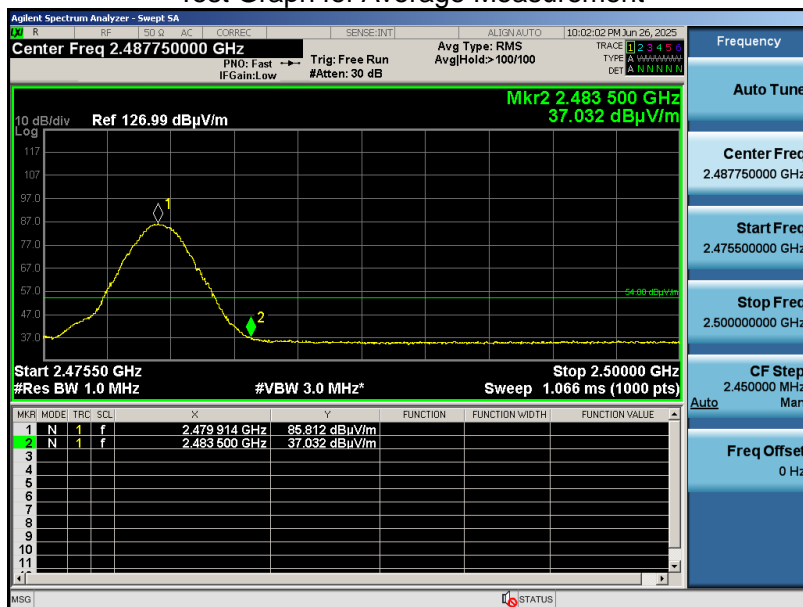 Test Graph for Average Measurement
Agilent Spectrum Analyzer - Swept SA
LXI R RF 50 Ω AC CORREC SENSE:INT ALIGN AUTO 10:02:02 PM Jun 26, 2025
Center Freq 2.487750000 GHz
PNO: Fast
IFGain:Low
Trig: Free Run
#Atten: 30 dB
Avg Type: RMS
Avg|Hold:> 100/100
TRACE 1 2 3 4 5 6
TYPE A
DET A N N N N N
Mkr2 2.483 500 GHz
37.032 dBµV/m
10 dB/div Ref 126.99 dBµV/m
Log
117
107
97.0
87.0
77.0
67.0
57.0
47.0
37.0
1
2
54.00 dBµV/m
Start 2.47550 GHz Stop 2.50000 GHz
#Res BW 1.0 MHz #VBW 3.0 MHz* Sweep 1.066 ms (1000 pts)
MKR MODE TRC SCL X Y FUNCTION FUNCTION WIDTH FUNCTION VALUE
1 N 1 f 2.479 914 GHz 85.812 dBµV/m
2 N 1 f 2.483 500 GHz 37.032 dBµV/m
3
4
5
6
7
8
9
10
11
MSG STATUS
Frequency
Auto Tune
Center Freq
2.487750000 GHz
Start Freq
2.475500000 GHz
Stop Freq
2.500000000 GHz
CF Step
2.450000 MHz
Auto Man
Freq Offset
0 Hz